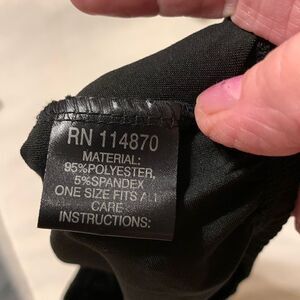 RN 114870
MATERIAL:
95%POLYESTER,
5%SPANDEX
ONE SIZE FITS ALL
CARE
INSTRUCTIONS: